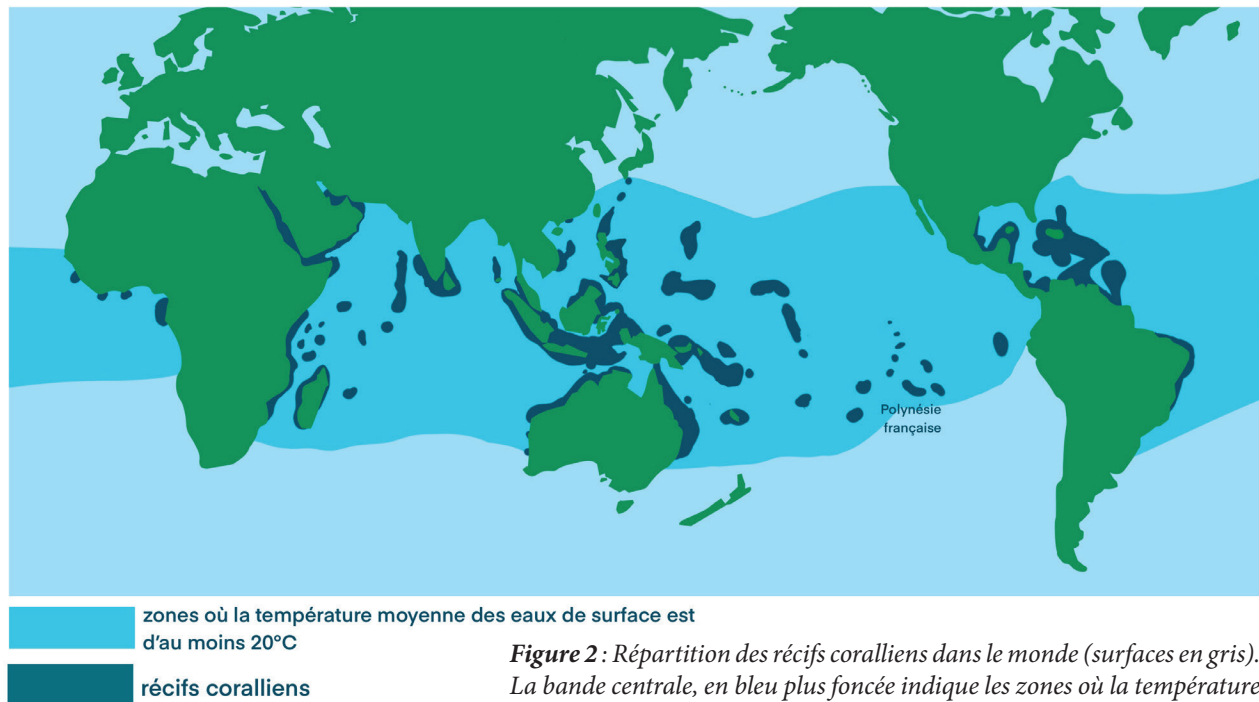 Polynésie
française
zones où la température moyenne des eaux de surface est
d'au moins 20°C
récifs coralliens
Figure 2 : Répartition des récifs coralliens dans le monde (surfaces en gris).
La bande centrale, en bleu plus foncée indique les zones où la température